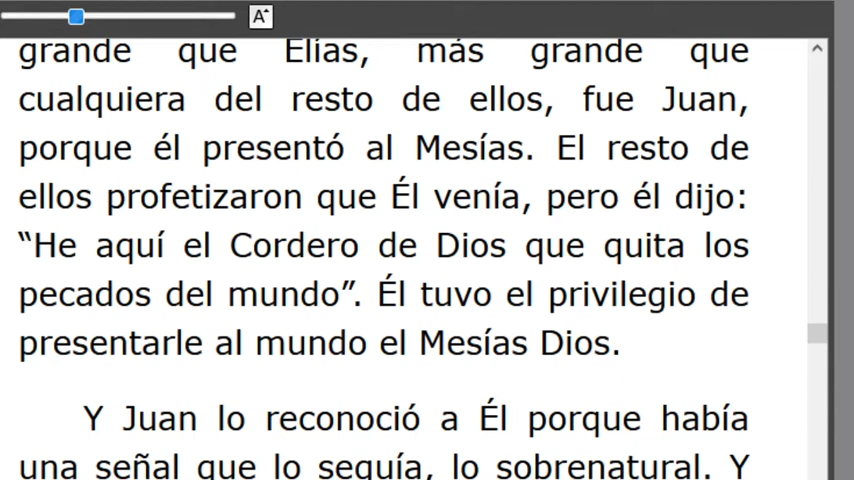 A
grande que Elías, más grande que
cualquiera del resto de ellos, fue Juan,
porque él presentó al Mesías. El resto de
ellos profetizaron que Él venía, pero él dijo:
“He aquí el Cordero de Dios que quita los
pecados del mundo”. Él tuvo el privilegio de
presentarle al mundo el Mesías Dios.
Y Juan lo reconoció a Él porque había
una señal que lo seguía, lo sobrenatural. Y